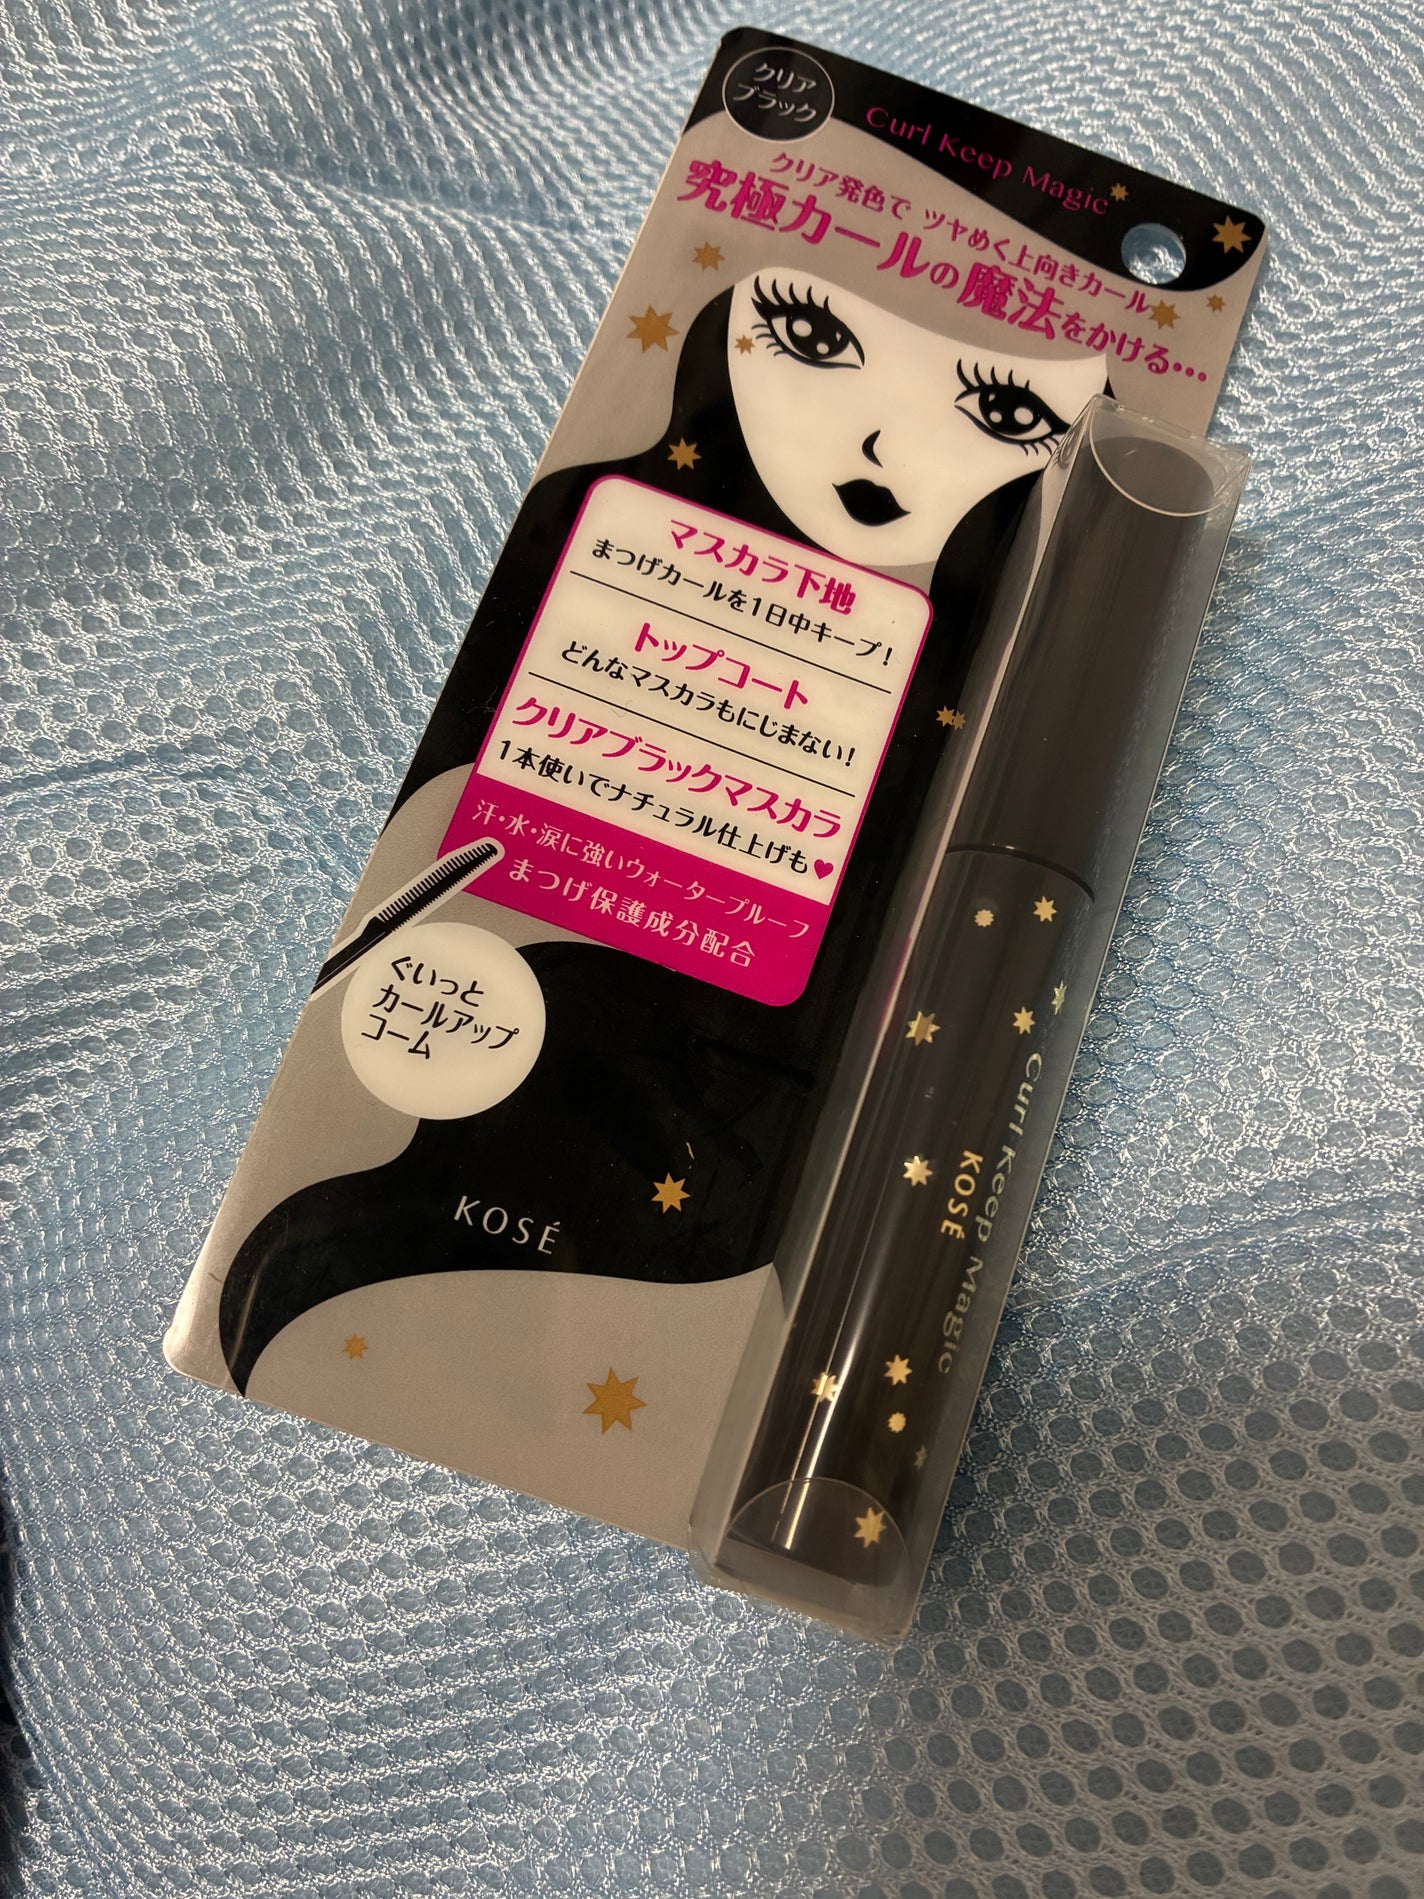 クリア
ブラック
Curl Keep Magic
クリア発色で ツヤめく上向きカール
究極カールの魔法をかける…
マスカラ下地
まつげカールを1日中キープ!
トップコート
どんなマスカラもにじまない!
クリアブラックマスカラ
1本使いでナチュラル仕上げも♥
汗・水・涙に強いウォータープルーフ
まつげ保護成分配合
ぐいっと
カールアップ
コーム
KOSÉ
Curl Keep Magic
KOSÉ